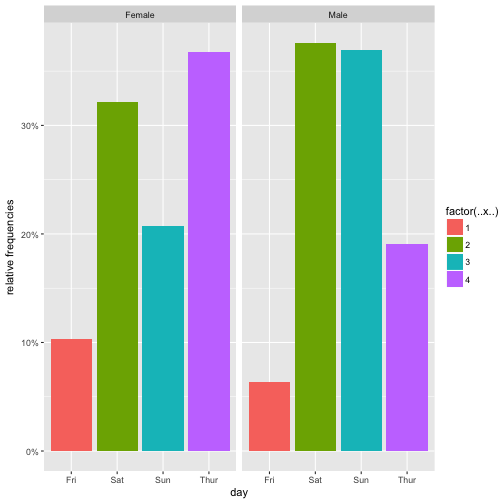 Female Male
relative frequencies
30%
20%
10%
0%
Fri Sat Sun Thur Fri Sat Sun Thur
day
factor(..x..)
1
2
3
4